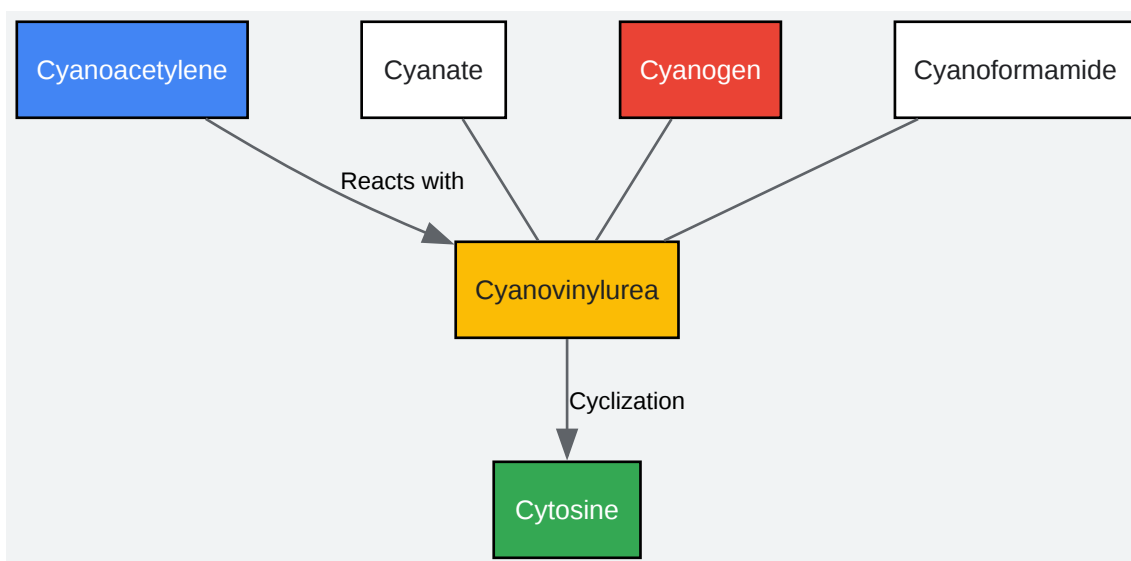 Cyanoacetylene
Cyanate
Cyanogen
Cyanoformamide
Reacts with
Cyanovinylurea
Cyclization
Cytosine